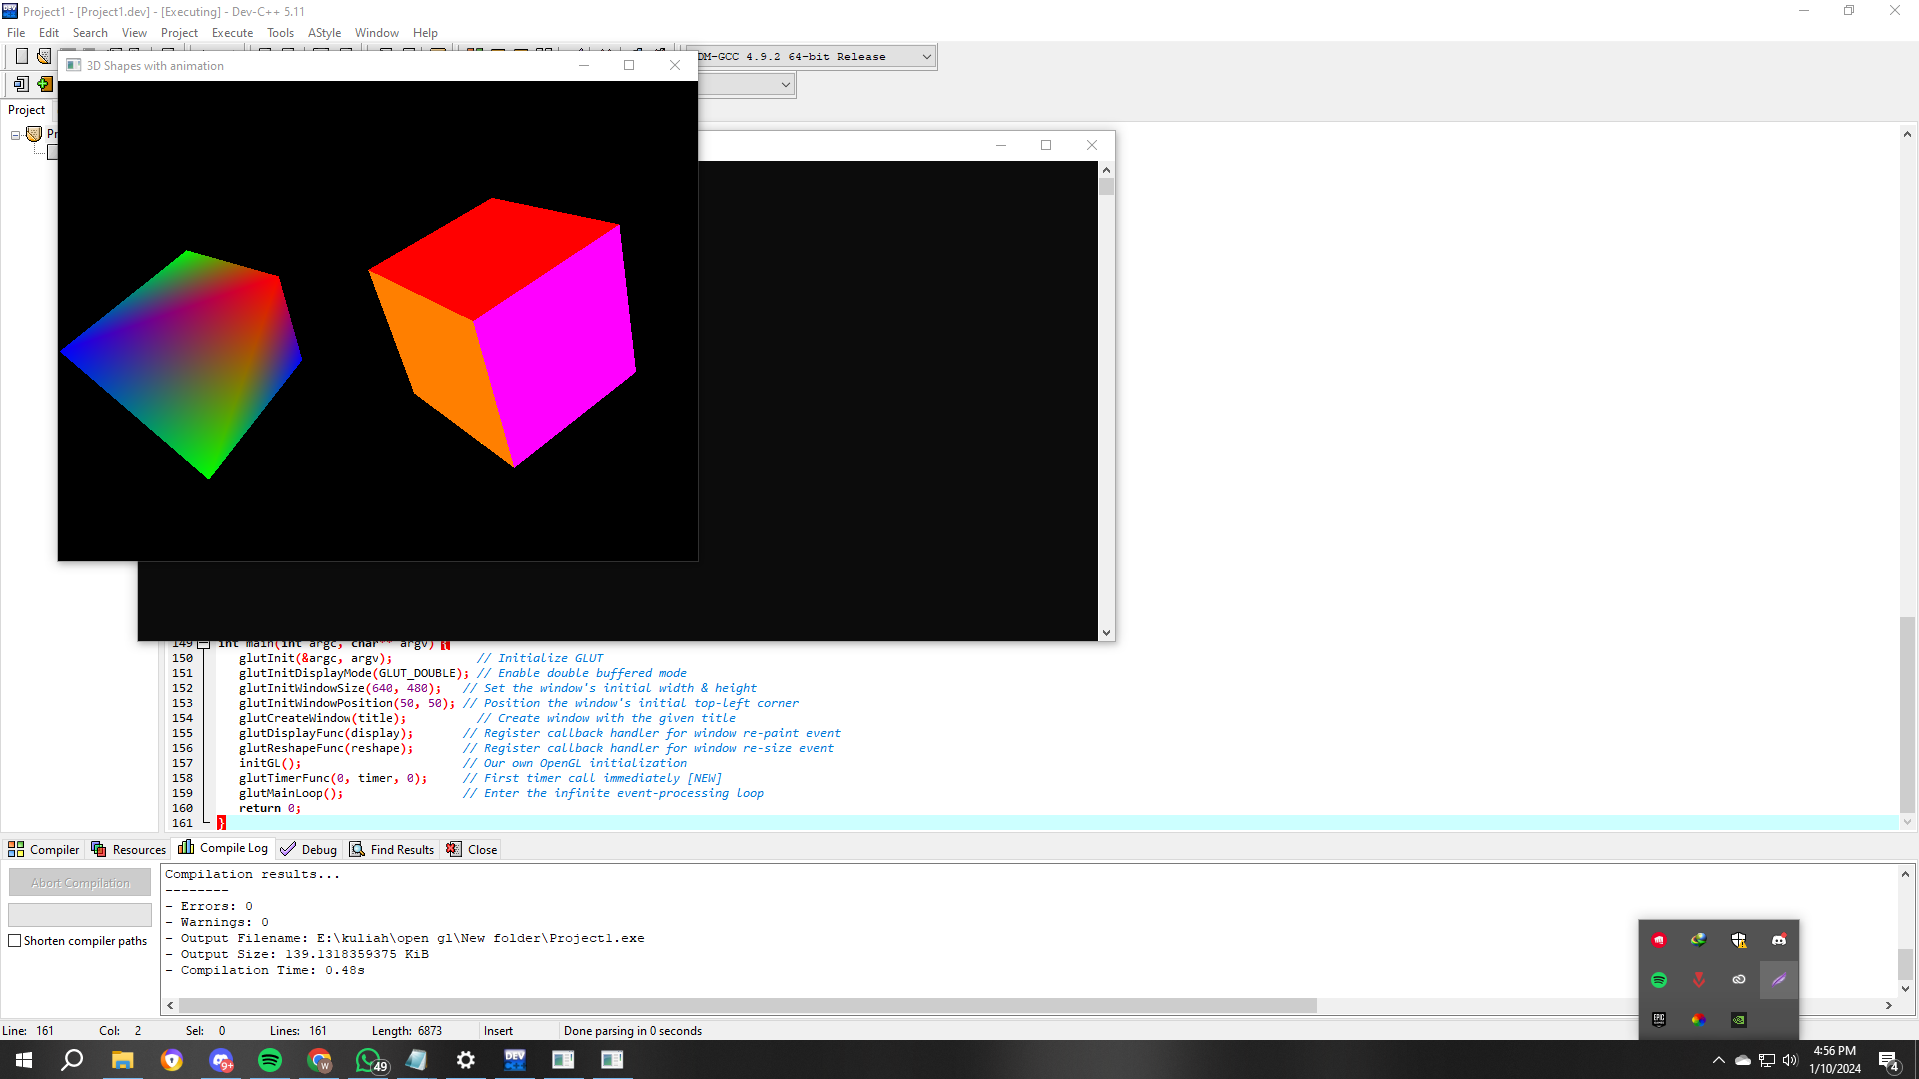 Project1 - [Project1.dev] - [Executing] - Dev-C++ 5.11
File Edit Search View Project Execute Tools AStyle Window Help
DM-GCC 4.9.2 64-bit Release
3D Shapes with animation
Project
Pr
149 int main(int argc, char** argv) {
150 glutInit(&argc, argv); // Initialize GLUT
151 glutInitDisplayMode(GLUT_DOUBLE); // Enable double buffered mode
152 glutInitWindowSize(640, 480); // Set the window's initial width & height
153 glutInitWindowPosition(50, 50); // Position the window's initial top-left corner
154 glutCreateWindow(title); // Create window with the given title
155 glutDisplayFunc(display); // Register callback handler for window re-paint event
156 glutReshapeFunc(reshape); // Register callback handler for window re-size event
157 initGL(); // Our own OpenGL initialization
158 glutTimerFunc(0, timer, 0); // First timer call immediately [NEW]
159 glutMainLoop(); // Enter the infinite event-processing loop
160 return 0;
161 }
Compiler Resources Compile Log Debug Find Results Close
Abort Compilation
Shorten compiler paths
Compilation results...
--------
- Errors: 0
- Warnings: 0
- Output Filename: E:\kuliah\open gl\New folder\Project1.exe
- Output Size: 139.1318359375 KiB
- Compilation Time: 0.48s
Line: 161 Col: 2 Sel: 0 Lines: 161 Length: 6873 Insert Done parsing in 0 seconds
EPIC
9+
W
49
DEV
C++
4:56 PM
1/10/2024
4